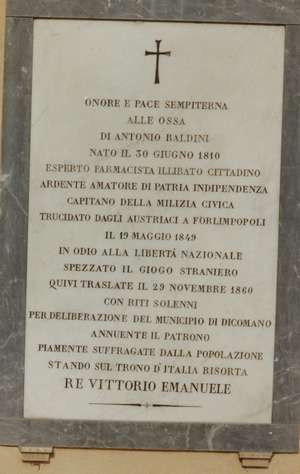 ONORE E PACE SEMPITERNA
ALLE OSSA
DI ANTONIO BALDINI
NATO IL 30 GIUGNO 1810
ESPERTO FARMACISTA ILLIBATO CITTADINO
ARDENTE AMATORE DI PATRIA INDIPENDENZA
CAPITANO DELLA MILIZIA CIVICA
TRUCIDATO DAGLI AUSTRIACI A FORLIMPOPOLI
IL 19 MAGGIO 1849
IN ODIO ALLA LIBERTÁ NAZIONALE
SPEZZATO IL GIOGO STRANIERO
QUIVI TRASLATE IL 29 NOVEMBRE 1860
CON RITI SOLENNI
PER DELIBERAZIONE DEL MUNICIPIO DI DICOMANO
ANNUENTE IL PATRONO
PIAMENTE SUFFRAGATE DALLA POPOLAZIONE
STANDO SUL TRONO D'ITALIA RISORTA
RE VITTORIO EMANUELE